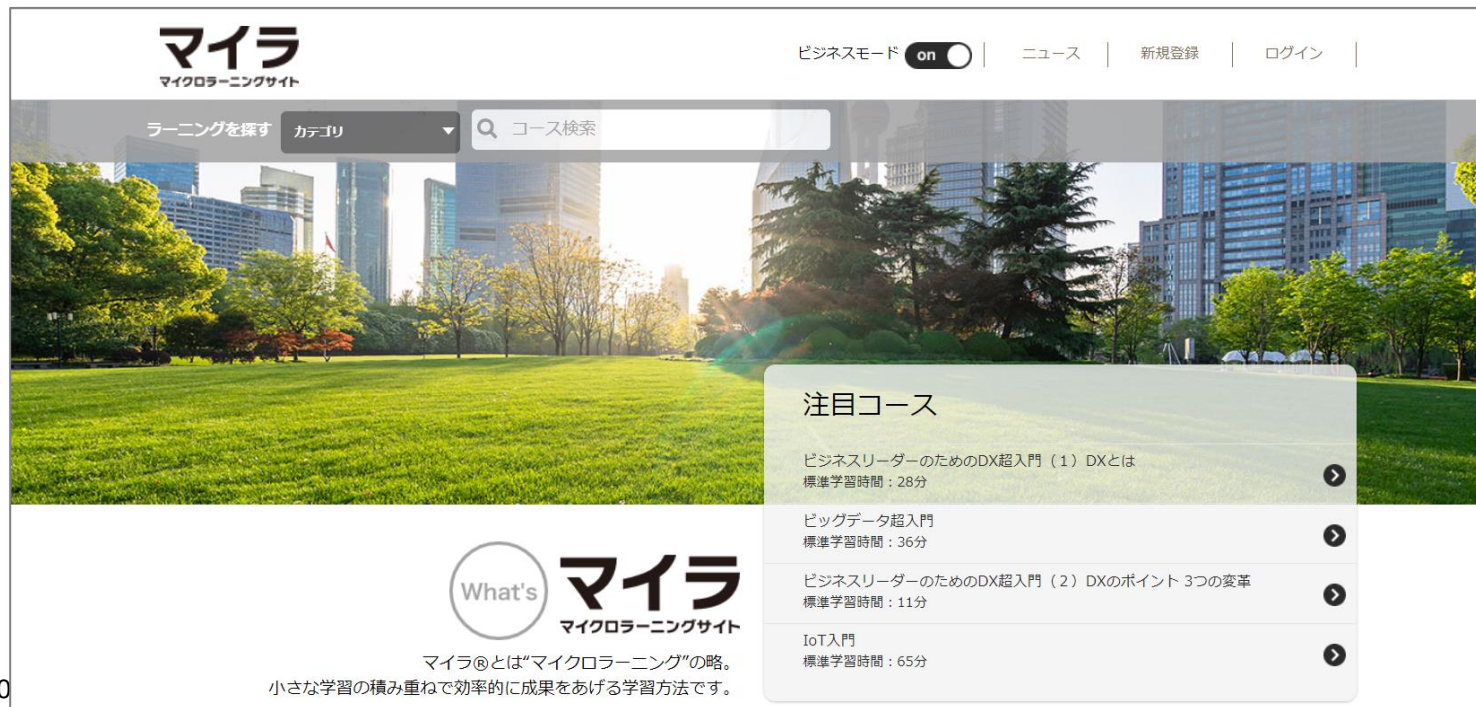 マイラ
マイクロラーニングサイト
ビジネスモード on
ニュース
新規登録
ログイン
ラーニングを探す
カテゴリ
コース検索
注目コース
ビジネスリーダーのためのDX超入門（1）DXとは
標準学習時間：28分
ビッグデータ超入門
標準学習時間：36分
ビジネスリーダーのためのDX超入門（2）DXのポイント 3つの変革
標準学習時間：11分
IoT入門
標準学習時間：65分
What's
マイラ
マイクロラーニングサイト
マイラ®とは“マイクロラーニング”の略。
小さな学習の積み重ねで効率的に成果をあげる学習方法です。
0